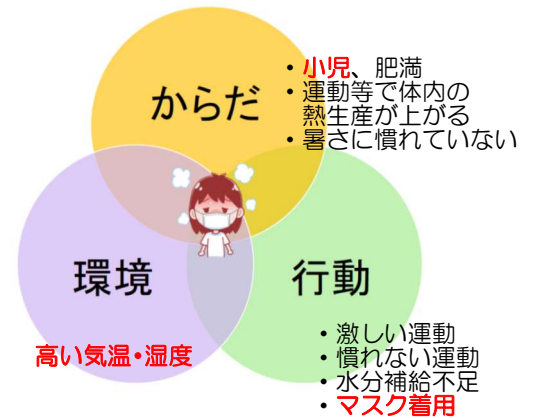 からだ
・小児、肥満
・運動等で体内の
熱生産が上がる
・暑さに慣れていない
環境
高い気温・湿度
行動
・激しい運動
・慣れない運動
・水分補給不足
・マスク着用